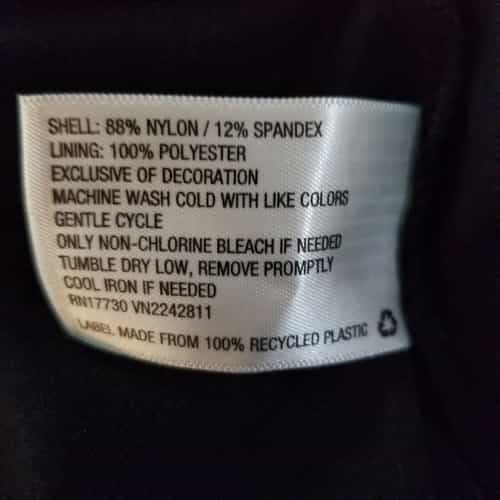 SHELL: 88% NYLON / 12% SPANDEX
LINING: 100% POLYESTER
EXCLUSIVE OF DECORATION
MACHINE WASH COLD WITH LIKE COLORS
GENTLE CYCLE
ONLY NON-CHLORINE BLEACH IF NEEDED
TUMBLE DRY LOW, REMOVE PROMPTLY
COOL IRON IF NEEDED
RN17730 VN2242811
LABEL MADE FROM 100% RECYCLED PLASTIC